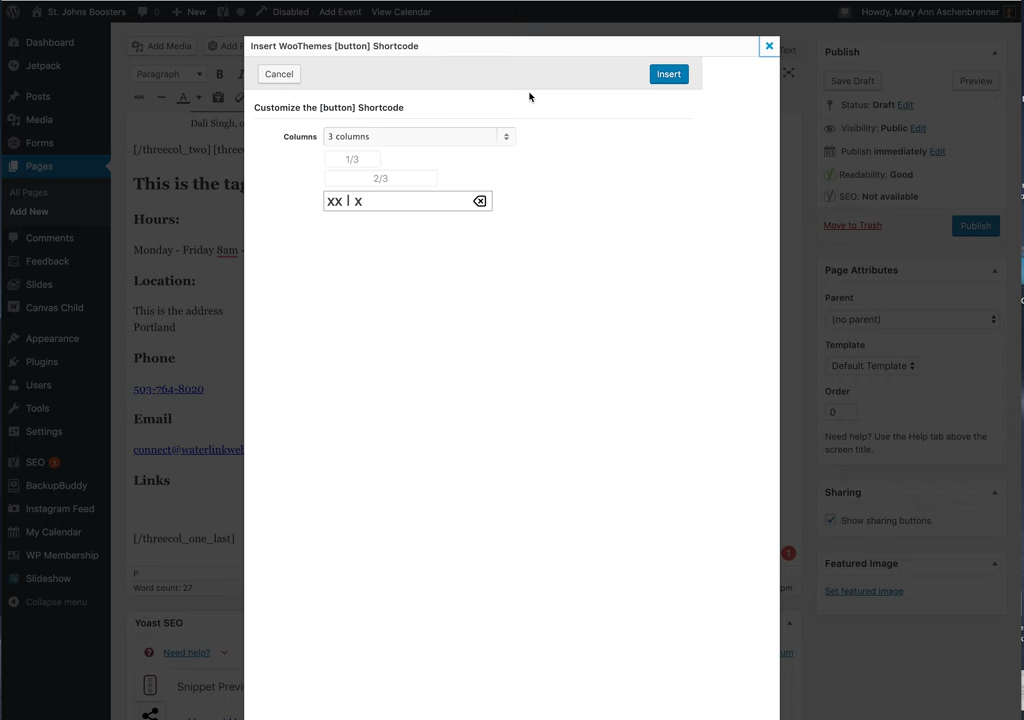 St. Johns Boosters 0 New Disabled Add Event View Calendar Howdy, Mary Ann Aschenbrenner
Dashboard
Jetpack
Posts
Media
Forms
Pages
All Pages
Add New
Comments
Feedback
Slides
Canvas Child
Appearance
Plugins
Users
Tools
Settings
SEO 1
BackupBuddy
Instagram Feed
My Calendar
WP Membership
Slideshow
Collapse menu
Add Media Add F
Text
Paragraph B I
ABC A
Dali Singh, o
[/threecol_two] [threec
This is the tag
Hours:
Monday - Friday 8am -
Location:
This is the address
Portland
Phone
503-764-8020
Email
connect@waterlinkweb
Links
[/threecol_one_last]
P
Word count: 27
pm.
1
Yoast SEO
Need help?
um
Snippet Previ
Insert WooThemes [button] Shortcode
Cancel Insert
Customize the [button] Shortcode
Columns 3 columns
1/3
2/3
xx | x
Publish
Save Draft Preview
Status: Draft Edit
Visibility: Public Edit
Publish immediately Edit
Readability: Good
SEO: Not available
Move to Trash Publish
Page Attributes
Parent
(no parent)
Template
Default Template
Order
0
Need help? Use the Help tab above the
screen title.
Sharing
Show sharing buttons.
Featured Image
Set featured image